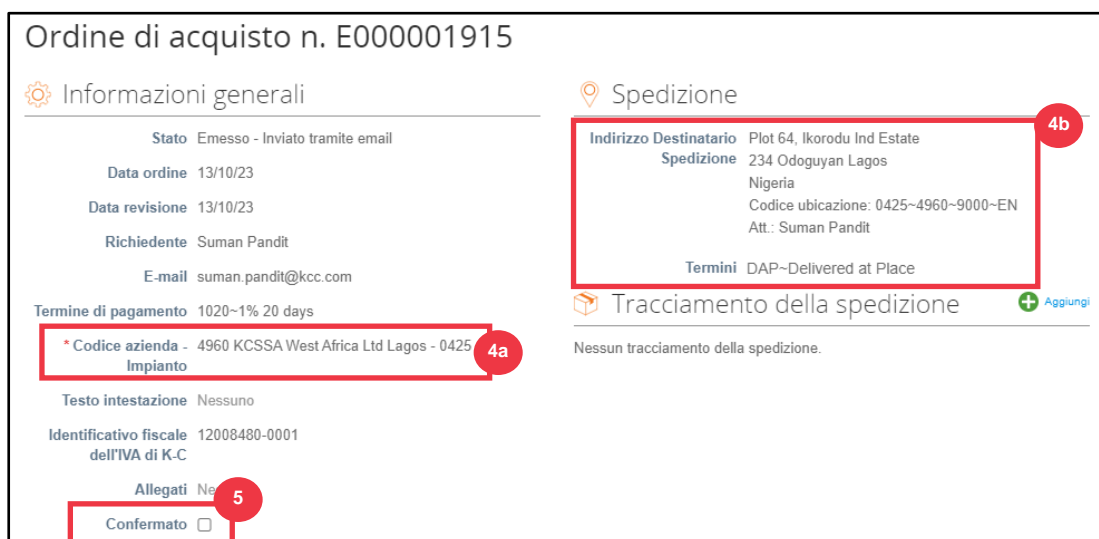 Ordine di acquisto n. E000001915
Informazioni generali
Stato Emesso - Inviato tramite email
Data ordine 13/10/23
Data revisione 13/10/23
Richiedente Suman Pandit
E-mail suman.pandit@kcc.com
Termine di pagamento 1020~1% 20 days
* Codice azienda - 4960 KCSSA West Africa Ltd Lagos - 0425
Impianto
4a
Testo intestazione Nessuno
Identificativo fiscale 12008480-0001
dell'IVA di K-C
Allegati
5
Confermato
Spedizione
4b
Indirizzo Destinatario Plot 64, Ikorodu Ind Estate
Spedizione 234 Odoguyan Lagos
Nigeria
Codice ubicazione: 0425~4960~9000~EN
Att.: Suman Pandit
Termini DAP~Delivered at Place
Tracciamento della spedizione Aggiungi
Nessun tracciamento della spedizione.